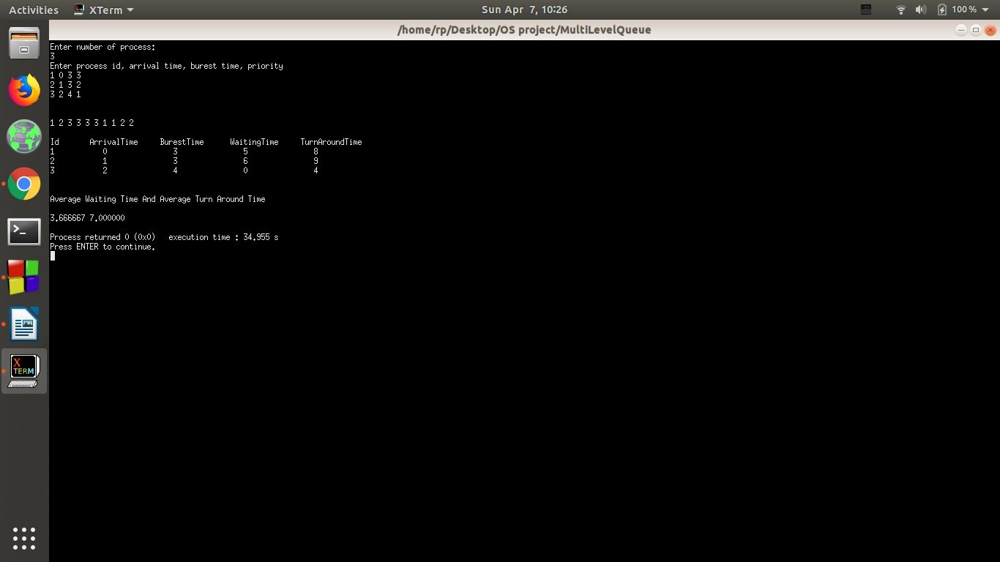 Activities XTerm Sun Apr 7, 10:26 100%
/home/rp/Desktop/OS project/MultiLevelQueue
Enter number of process:
3
Enter process id, arrival time, burest time, priority
1 0 3 3
2 1 3 2
3 2 4 1
1 2 3 3 3 3 1 1 2 2
Id ArrivalTime BurestTime WaitingTime TurnAroundTime
1 0 3 5 8
2 1 3 6 9
3 2 4 0 4
Average Waiting Time And Average Turn Around Time
3.666667 7.000000
Process returned 0 (0x0) execution time : 34.955 s
Press ENTER to continue.
X
TERM